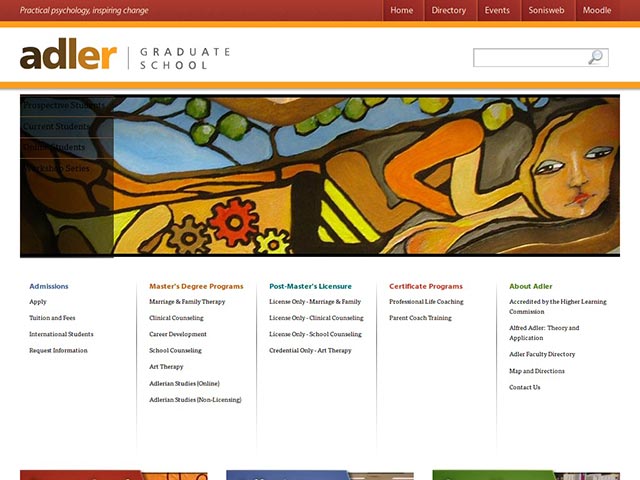 Practical psychology, inspiring change
Home
Directory
Events
Sonisweb
Moodle
adler GRADUATE SCHOOL
Prospective Students
Current Students
Online Students
Workshop Series
Admissions
Apply
Tuition and Fees
International Students
Request Information
Master's Degree Programs
Marriage & Family Therapy
Clinical Counseling
Career Development
School Counseling
Art Therapy
Adlerian Studies (Online)
Adlerian Studies (Non-Licensing)
Post-Master's Licensure
License Only - Marriage & Family
License Only - Clinical Counseling
License Only - School Counseling
Credential Only - Art Therapy
Certificate Programs
Professional Life Coaching
Parent Coach Training
About Adler
Accredited by the Higher Learning
Commission
Alfred Adler: Theory and
Application
Adler Faculty Directory
Map and Directions
Contact Us